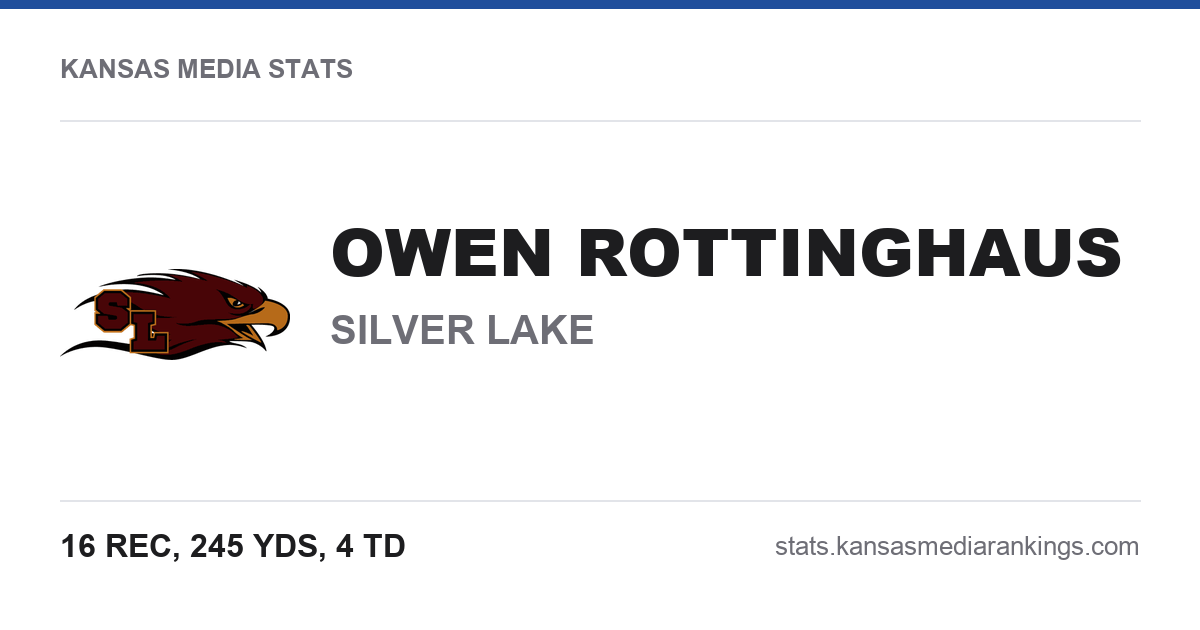 KANSAS MEDIA STATS
OWEN ROTTINGHAUS
SL
SILVER LAKE
16 REC, 245 YDS, 4 TD
stats.kansasmediarankings.com